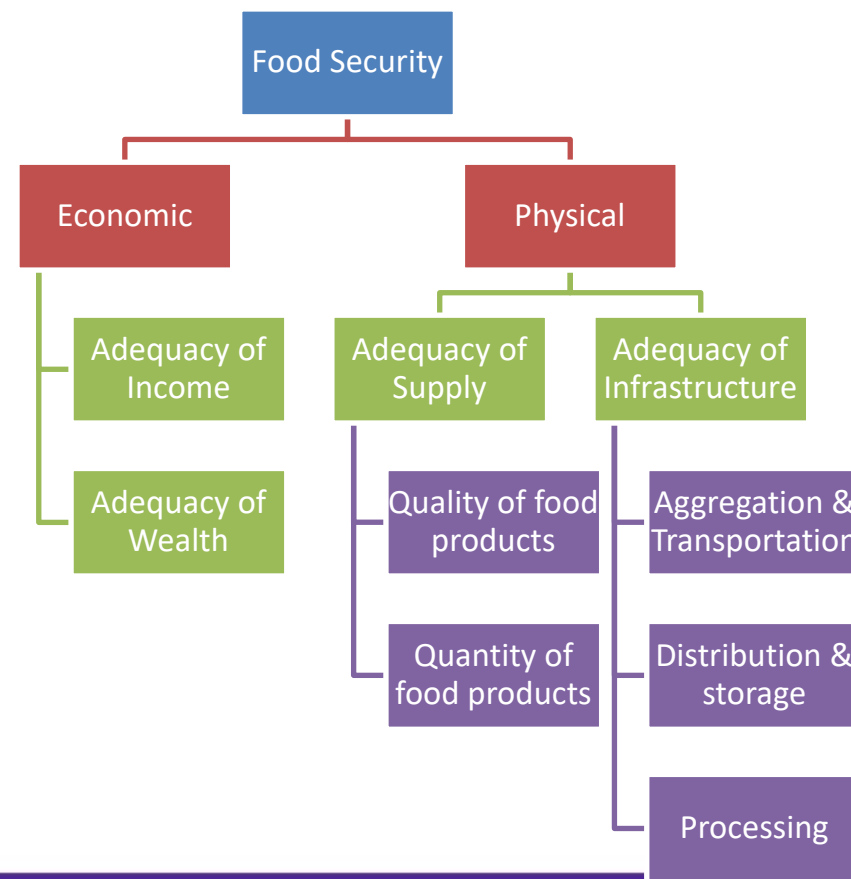 Food Security
Economic
Physical
Adequacy of
Income
Adequacy of
Supply
Adequacy of
Infrastructure
Adequacy of
Wealth
Quality of food
products
Aggregation &
Transportation
Quantity of
food products
Distribution &
storage
Processing